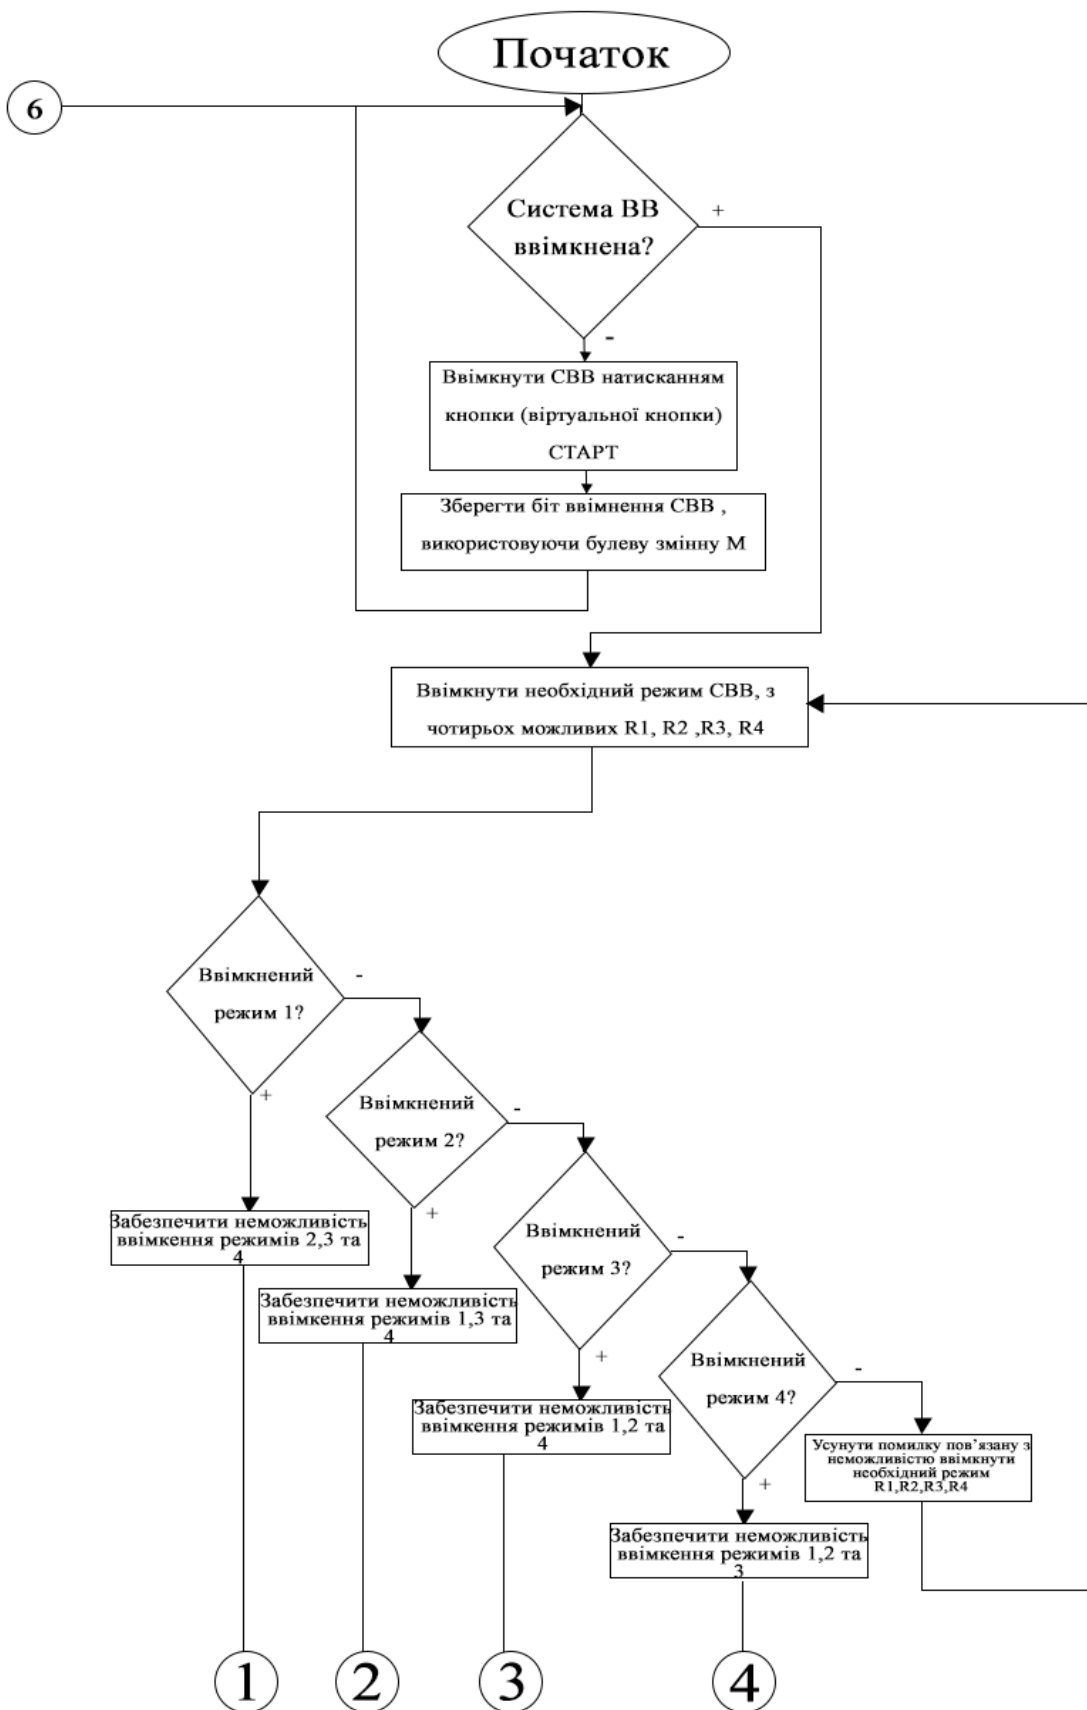 Початок
6
Система ВВ
ввімкнена?
+
-
Ввімкнути СВВ натисканням
кнопки (віртуальної кнопки)
СТАРТ
Зберегти біт ввімнення СВВ ,
використовуючи булеву змінну М
Ввімкнути необхідний режим СВВ, з
чотирьох можливих R1, R2 ,R3, R4
Ввімкнений
режим 1?
-
+
Ввімкнений
режим 2?
-
+
Забезпечити неможливість
ввімкення режимів 2,3 та
4
Ввімкнений
режим 3?
-
+
Забезпечити неможливість
ввімкення режимів 1,3 та
4
Ввімкнений
режим 4?
-
+
Забезпечити неможливість
ввімкення режимів 1,2 та
4
Усунути помилку пов’язану з
неможливістю ввімкнути
необхідний режим
R1,R2,R3,R4
Забезпечити неможливість
ввімкення режимів 1,2 та
3
1
2
3
4